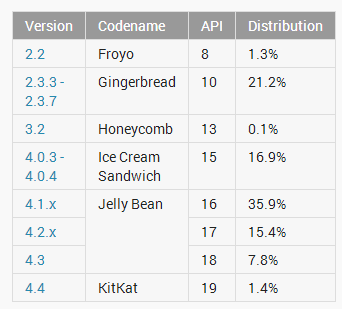 Version Codename API Distribution
2.2 Froyo 8 1.3%
2.3.3 - Gingerbread 10 21.2%
2.3.7
3.2 Honeycomb 13 0.1%
4.0.3 - Ice Cream 15 16.9%
4.0.4 Sandwich
4.1.x Jelly Bean 16 35.9%
4.2.x 17 15.4%
4.3 18 7.8%
4.4 KitKat 19 1.4%